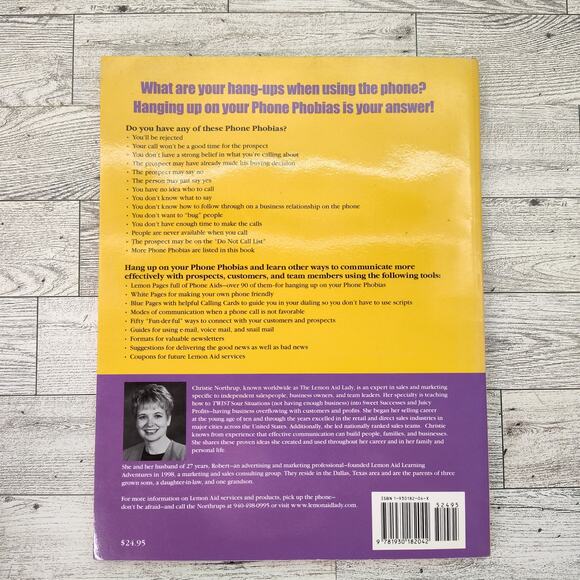 What are your hang-ups when using the phone?
Hanging up on your Phone Phobias is your answer!
Do you have any of these Phone Phobias?
• You'll be rejected
• Your call won't be a good time for the prospect
• You don't have a strong belief in what you're calling about
• The prospect may have already made his buying decision
• The prospect may say no
• The person may just say yes
• You have no idea who to call
• You don't know what to say
• You don't know how to follow through on a business relationship on the phone
• You don't want to "bug" people
• You don't have enough time to make the calls
• People are never available when you call
• The prospect may be on the "Do Not Call List"
• More Phone Phobias are listed in this book
Hang up on your Phone Phobias and learn other ways to communicate more
effectively with prospects, customers, and team members using the following tools:
• Lemon Pages full of Phone Aids—over 90 of them-for hanging up on your Phone Phobias
• White Pages for making your own phone friendly
• Blue Pages with helpful Calling Cards to guide you in your dialing so you don't have to use scripts
• Modes of communication when a phone call is not favorable
• Fifty "Fun-der-ful" ways to connect with your customers and prospects
• Guides for using e-mail, voice mail, and snail mail
• Formats for valuable newsletters
• Suggestions for delivering the good news as well as bad news
• Coupons for future Lemon Aid services
Christie Northrup, known worldwide as The Lemon Aid Lady, is an expert in sales and marketing
specific to independent salespeople, business owners, and team leaders. Her specialty is teaching
how to TWIST Sour Situations (not having enough business) into Sweet Successes and Juicy
Profits—having business overflowing with customers and profits. She began her selling career
at the young age of ten and through the years excelled in the retail and direct sales industries in
major cities across the United States. Additionally, she led nationally ranked sales teams. Christie
knows from experience that effective communication can build people, families, and businesses.
She shares these proven ideas she created and used throughout her career and in her family and
personal life.
She and her husband of 27 years, Robert—an advertising and marketing professional—founded Lemon Aid Learning
Adventures in 1998, a marketing and sales consulting group. They reside in the Dallas, Texas area and are the parents of three
grown sons, a daughter-in-law, and one grandson.
For more information on Lemon Aid services and products, pick up the phone—
don't be afraid—and call the Northrups at 940-498-0995 or visit www.lemonaidlady.com.
$24.95
ISBN 1-930182-04-X
52495
9 781930 182042